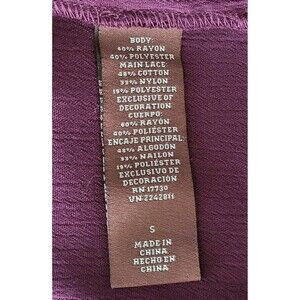 BODY:
60% RAYON
40% POLYESTER
MAIN LACE:
48% COTTON
33% NYLON
19% POLYESTER
EXCLUSIVE OF
DECORATION
CUERPO:
60% RAYÓN
40% POLIÉSTER
ENCAJE PRINCIPAL:
48% ALGODÓN
33% NAILON
19% POLIÉSTER
EXCLUSIVO DE
DECORACIÓN
RN 17730
S
MADE IN
CHINA
HECHO EN
CHINA